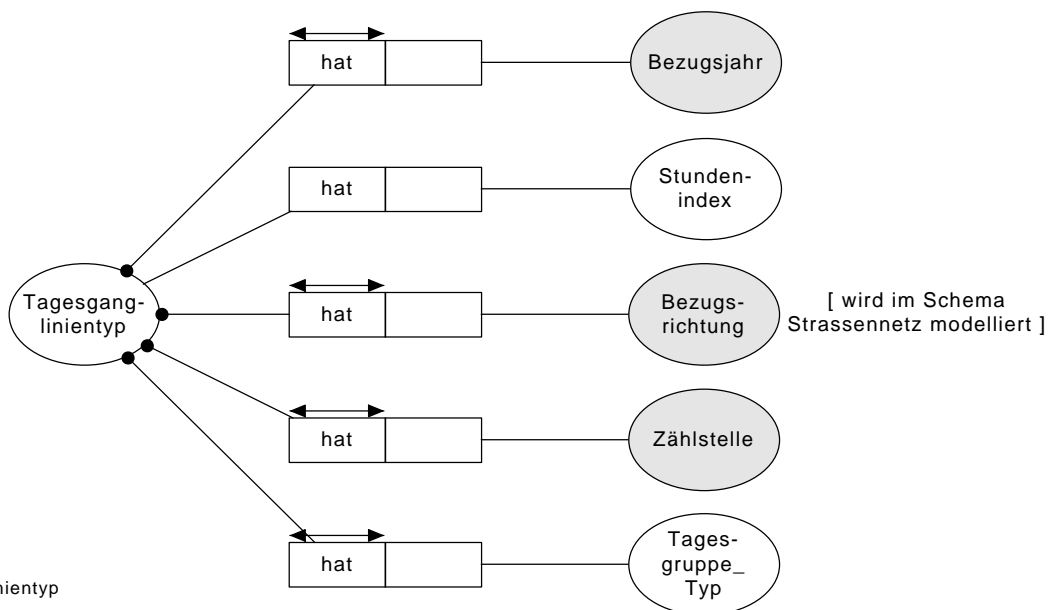 hat
Bezugsjahr
hat
Stunden-
index
Tagesgang-
linientyp
hat
Bezugs-
richtung
[ wird im Schema
Strassennetz modelliert ]
hat
Zählstelle
hat
Tages-
gruppe_
Typ
nientyp